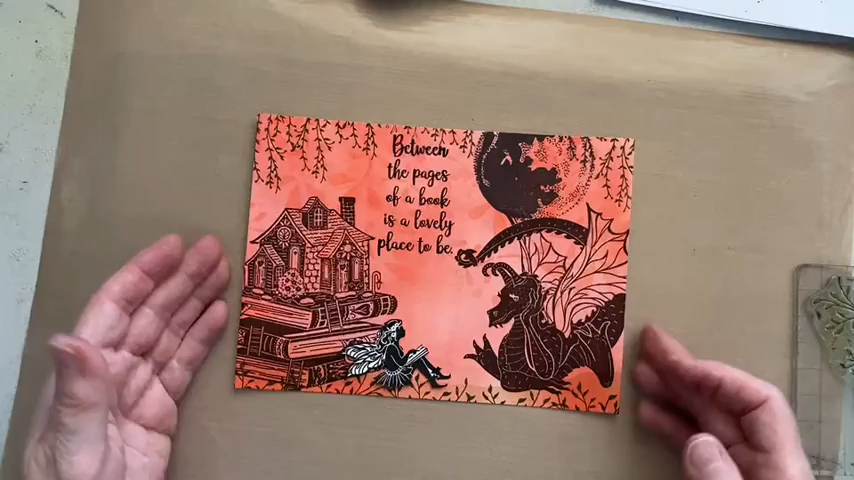 Between
the pages
of a book
is a lovely
place to be.